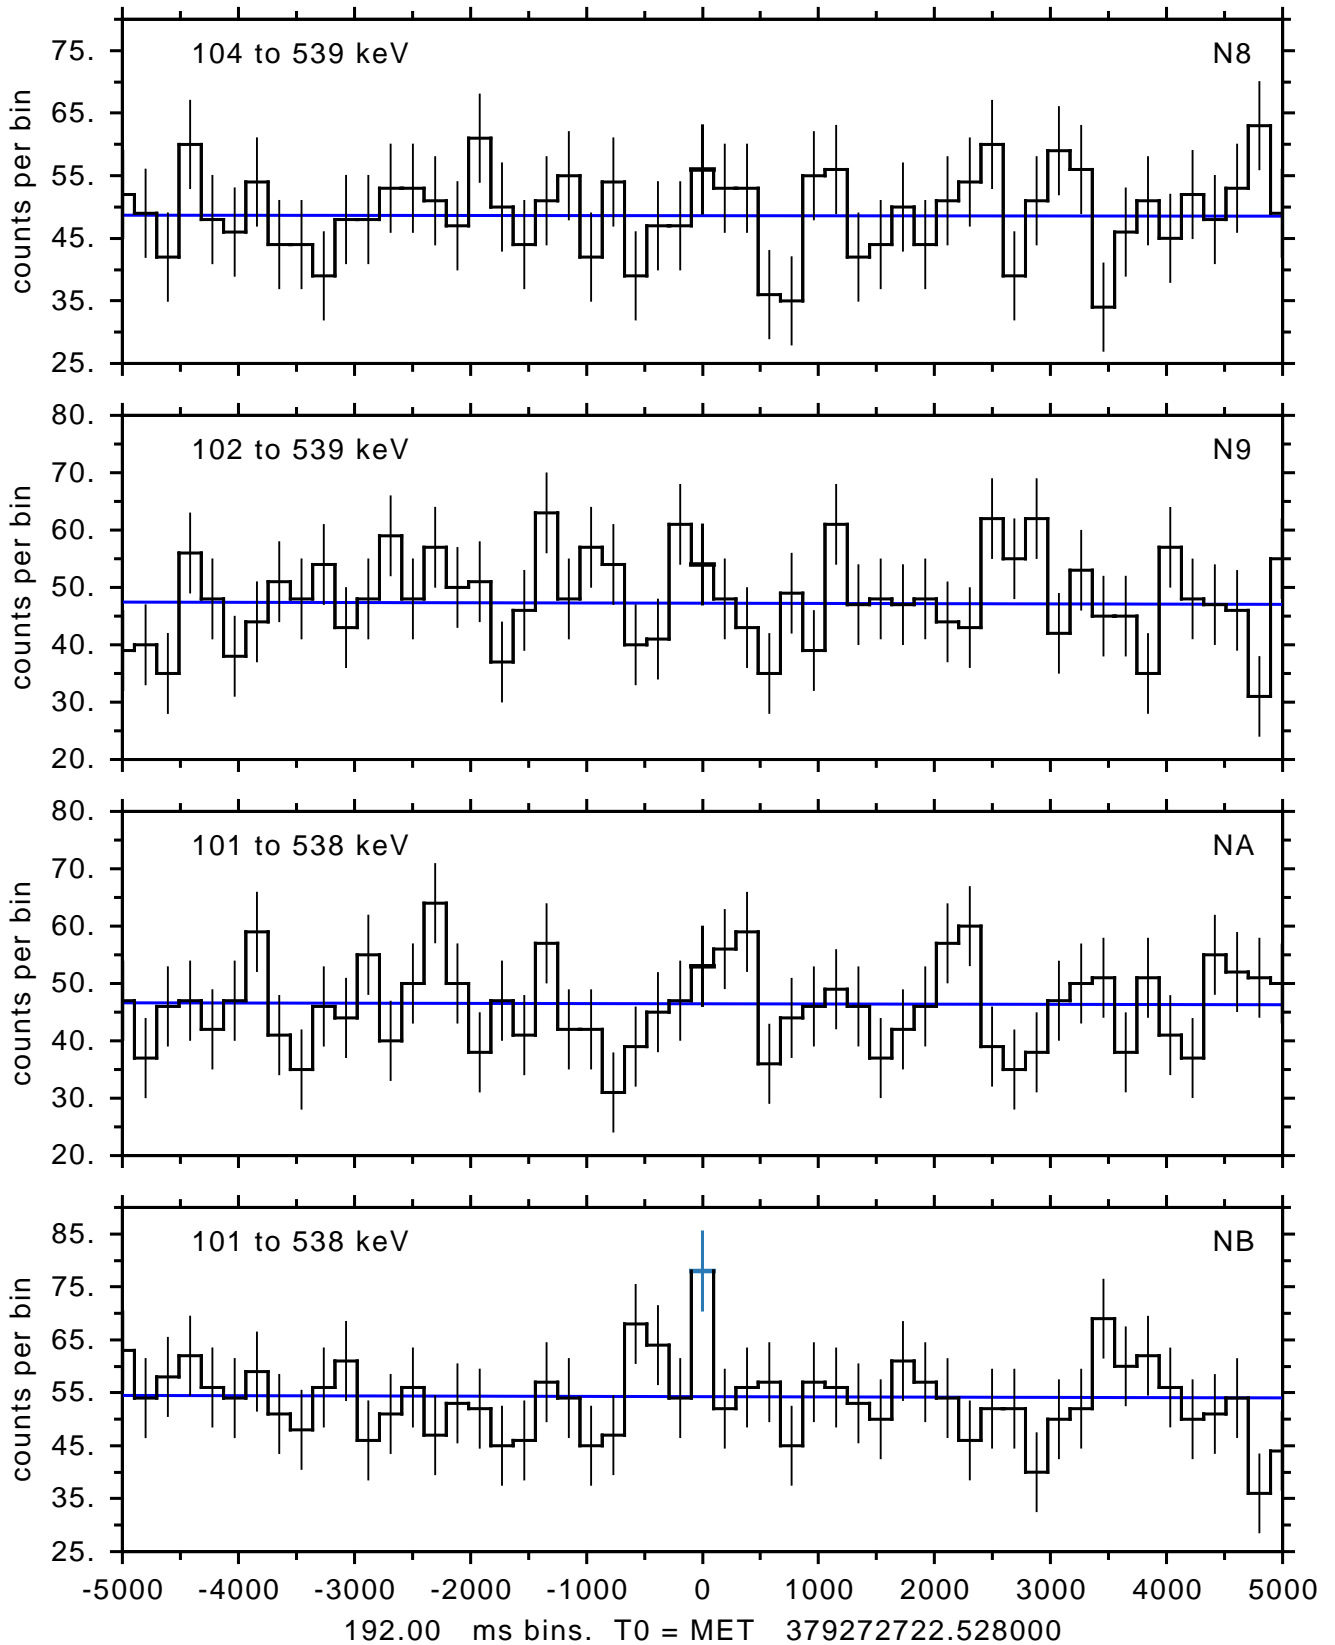 104 to 539 keV N8
75.
65.
55.
45.
35.
25.
counts per bin
102 to 539 keV N9
80.
70.
60.
50.
40.
30.
20.
counts per bin
101 to 538 keV NA
80.
70.
60.
50.
40.
30.
20.
counts per bin
101 to 538 keV NB
85.
75.
65.
55.
45.
35.
25.
counts per bin
-5000 -4000 -3000 -2000 -1000 0 1000 2000 3000 4000 5000
192.00 ms bins. T0 = MET 379272722.528000